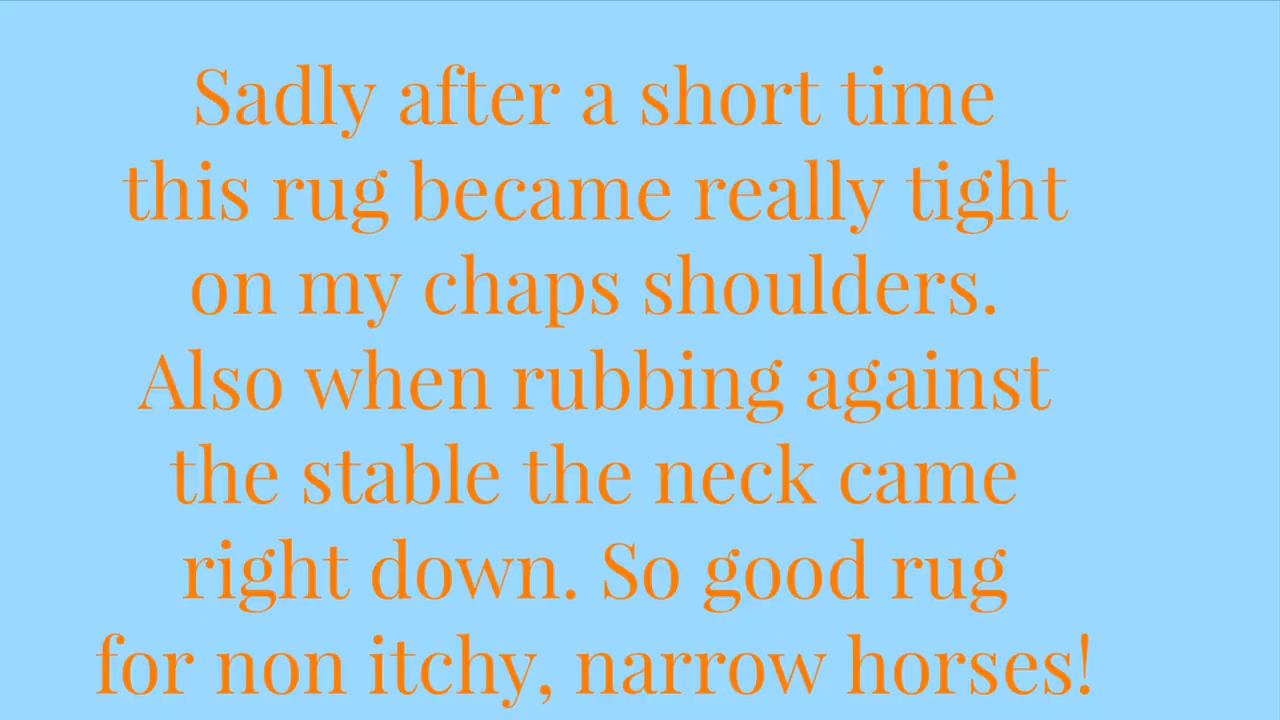 Sadly after a short time
this rug became really tight
on my chaps shoulders.
Also when rubbing against
the stable the neck came
right down. So good rug
for non itchy, narrow horses!